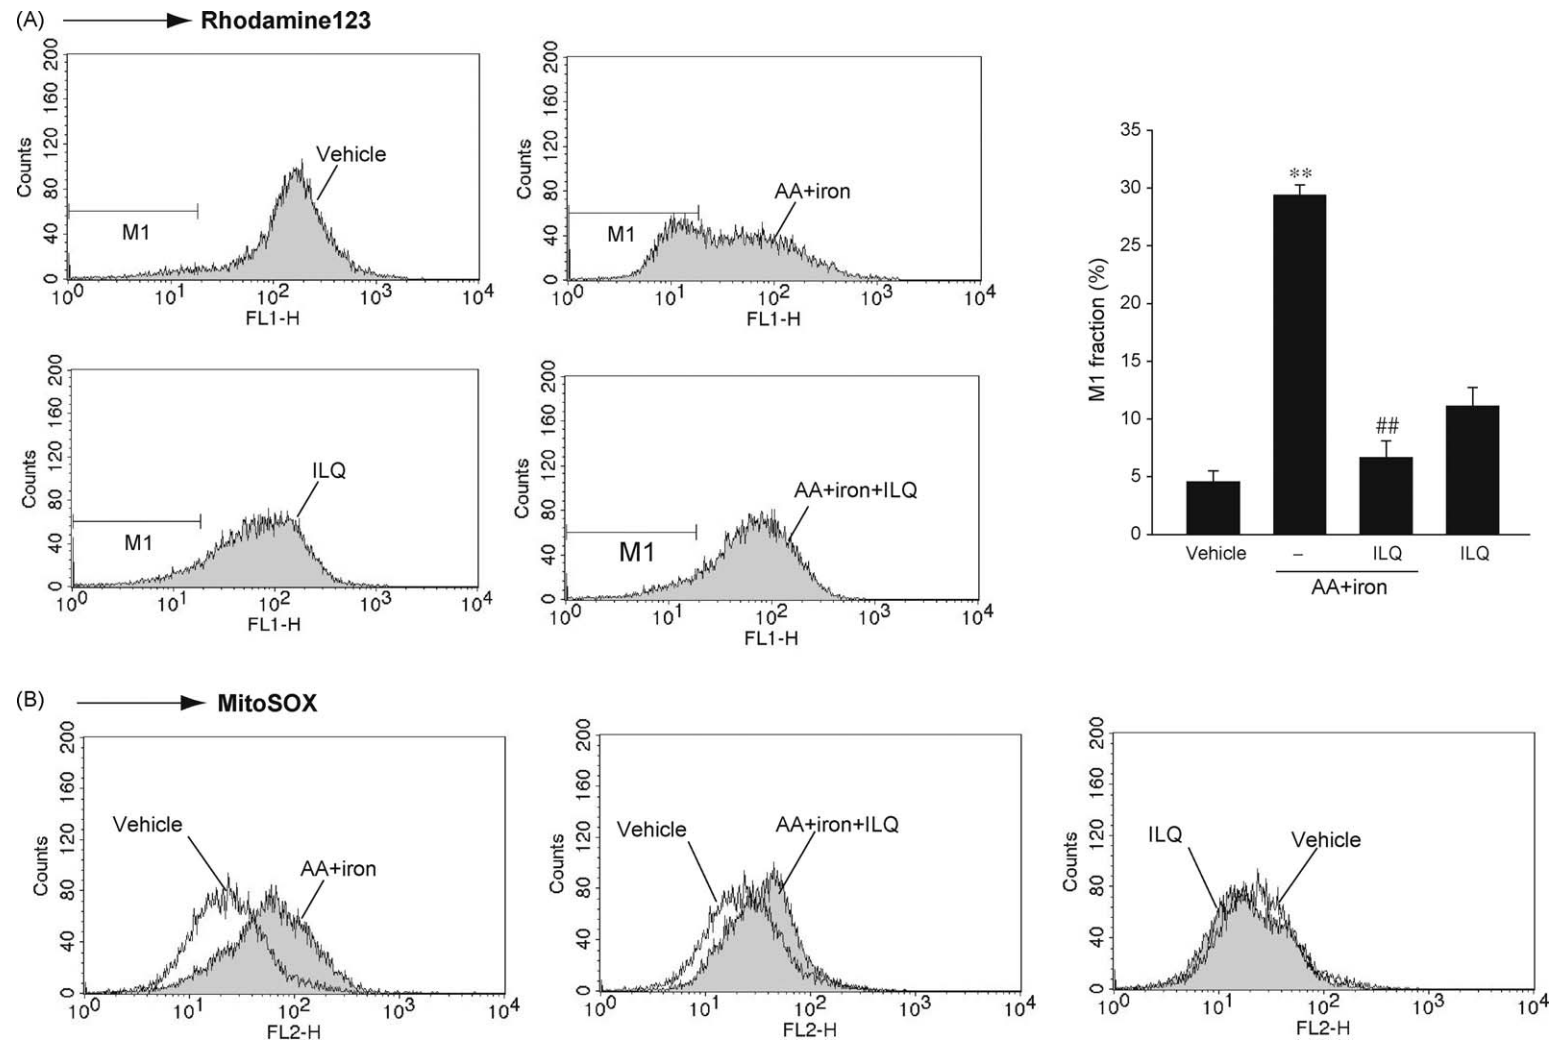 (A) Rhodamine123
200
160
120
80
40
0
Counts
Vehicle
M1
10^0 10^1 10^2 10^3 10^4
FL1-H
200
160
120
80
40
0
Counts
AA+iron
M1
10^0 10^1 10^2 10^3 10^4
FL1-H
200
160
120
80
40
0
Counts
ILQ
M1
10^0 10^1 10^2 10^3 10^4
FL1-H
200
160
120
80
40
0
Counts
AA+iron+ILQ
M1
10^0 10^1 10^2 10^3 10^4
FL1-H
35
30
25
20
15
10
5
0
M1 fraction (%)
**
##
Vehicle – ILQ ILQ
AA+iron
(B) MitoSOX
200
160
120
80
40
0
Counts
Vehicle
AA+iron
10^0 10^1 10^2 10^3 10^4
FL2-H
200
160
120
80
40
0
Counts
Vehicle
AA+iron+ILQ
10^0 10^1 10^2 10^3 10^4
FL2-H
200
160
120
80
40
0
Counts
ILQ
Vehicle
10^0 10^1 10^2 10^3 10^4
FL2-H